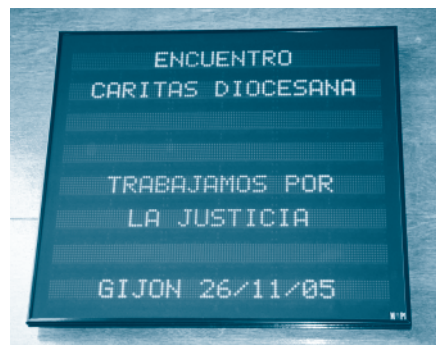 ENCUENTRO
CARITAS DIOCESANA
TRABAJAMOS POR
LA JUSTICIA
GIJON 26/11/05